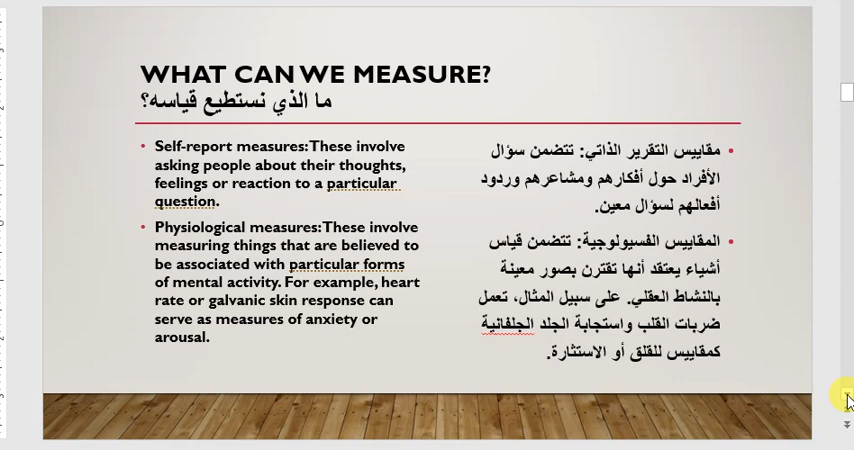 WHAT CAN WE MEASURE?
ما الذي نستطيع قياسه؟
• Self-report measures: These involve
asking people about their thoughts,
feelings or reaction to a particular
question.
• Physiological measures: These involve
measuring things that are believed to
be associated with particular forms
of mental activity. For example, heart
rate or galvanic skin response can
serve as measures of anxiety or
arousal.
• مقاييس التقرير الذاتي: تتضمن سؤال
الأفراد حول أفكارهم ومشاعرهم وردود
أفعالهم لسؤال معين.
• المقاييس الفسيولوجية: تتضمن قياس
أشياء يعتقد أنها تقترن بصور معينة
بالنشاط العقلي. على سبيل المثال، تعمل
ضربات القلب واستجابة الجلد الجلفانية
كمقاييس للقلق أو الاستثارة.